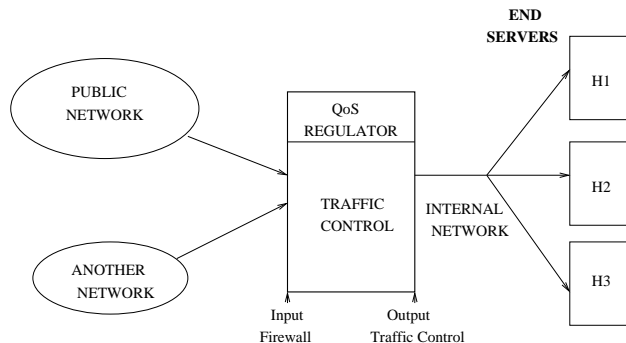 END
SERVERS
PUBLIC
NETWORK
QoS
REGULATOR
H1
TRAFFIC
CONTROL
INTERNAL
NETWORK
H2
ANOTHER
NETWORK
H3
Input
Firewall
Output
Traffic Control